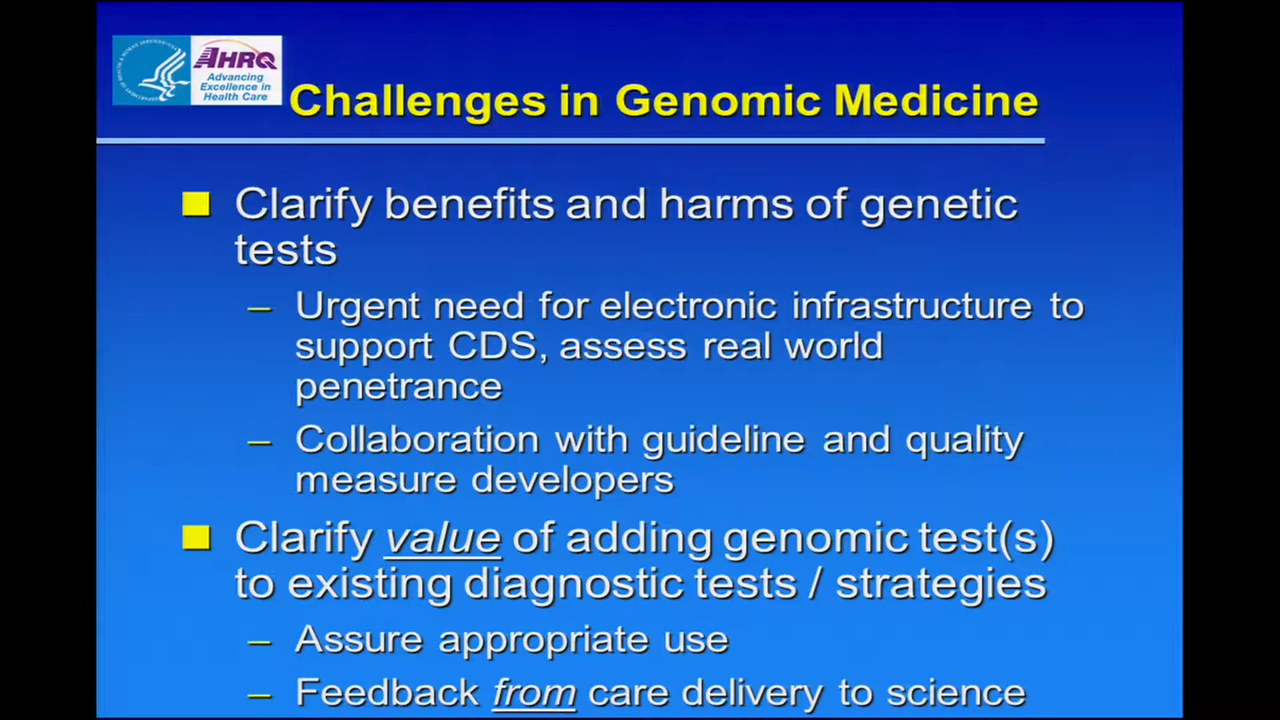 AHRQ
Advancing
Excellence in
Health Care
Challenges in Genomic Medicine
Clarify benefits and harms of genetic
tests
– Urgent need for electronic infrastructure to
support CDS, assess real world
penetrance
– Collaboration with guideline and quality
measure developers
Clarify value of adding genomic test(s)
to existing diagnostic tests / strategies
– Assure appropriate use
– Feedback from care delivery to science